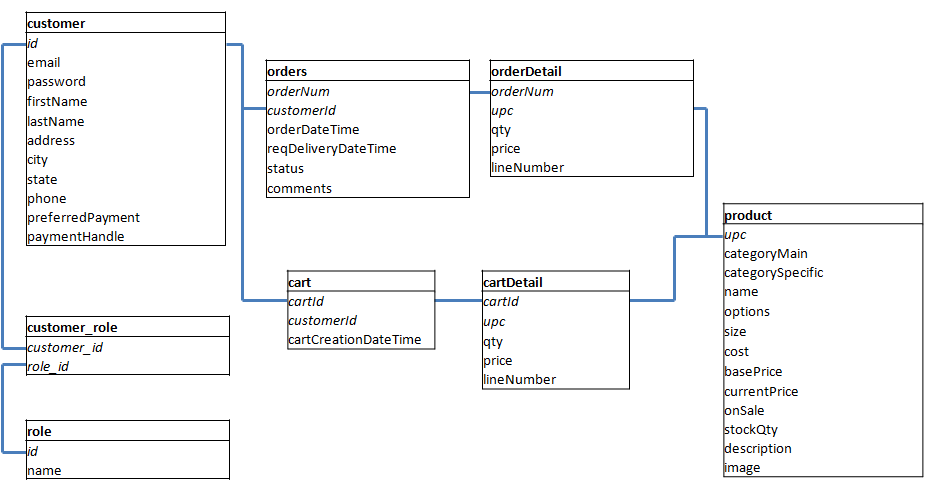 customer
id
email
password
firstName
lastName
address
city
state
phone
preferredPayment
paymentHandle
orders
orderNum
customerId
orderDateTime
reqDeliveryDateTime
status
comments
orderDetail
orderNum
upc
qty
price
lineNumber
product
upc
categoryMain
categorySpecific
name
options
size
cost
basePrice
currentPrice
onSale
stockQty
description
image
cart
cartId
customerId
cartCreationDateTime
cartDetail
cartId
upc
qty
price
lineNumber
customer_role
customer_id
role_id
role
id
name